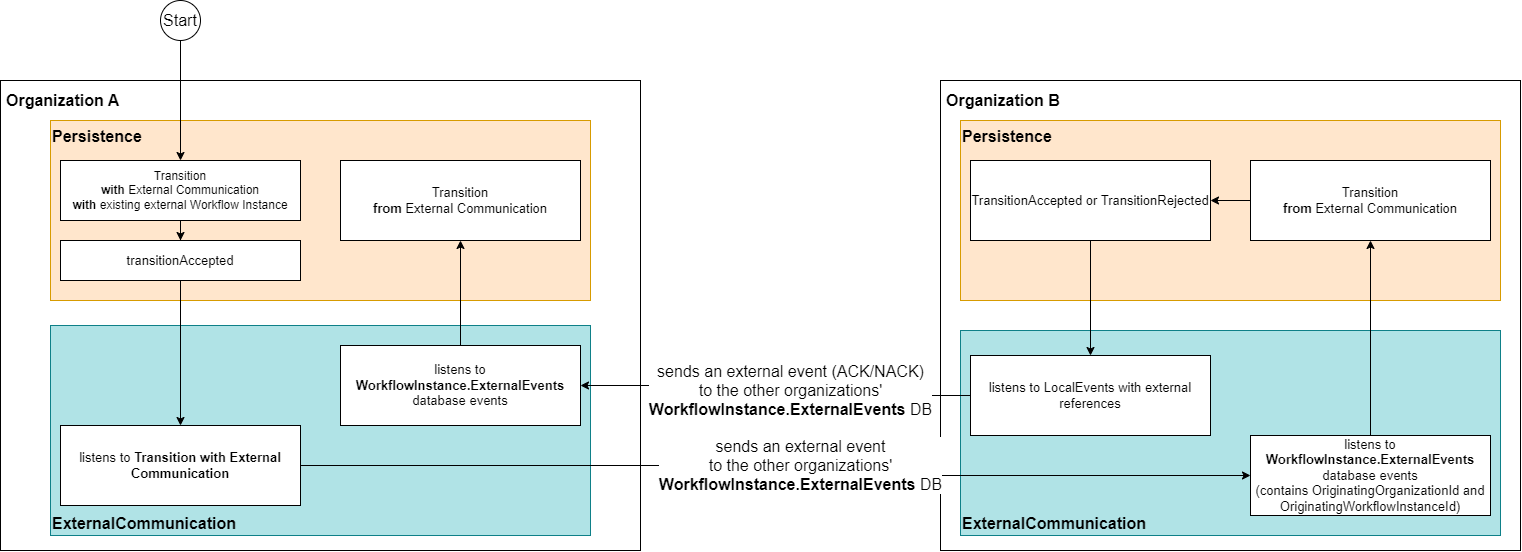 Start
Organization A
Persistence
Transition
with External Communication
with existing external Workflow Instance
transitionAccepted
Transition
from External Communication
listens to
WorkflowInstance.ExternalEvents
database events
listens to Transition with External
Communication
ExternalCommunication
sends an external event (ACK/NACK)
to the other organizations'
WorkflowInstance.ExternalEvents DB
sends an external event
to the other organizations'
WorkflowInstance.ExternalEvents DB
Organization B
Persistence
TransitionAccepted or TransitionRejected
Transition
from External Communication
listens to LocalEvents with external
references
listens to
WorkflowInstance.ExternalEvents
database events
(contains OriginatingOrganizationId and
OriginatingWorkflowInstanceId)
ExternalCommunication